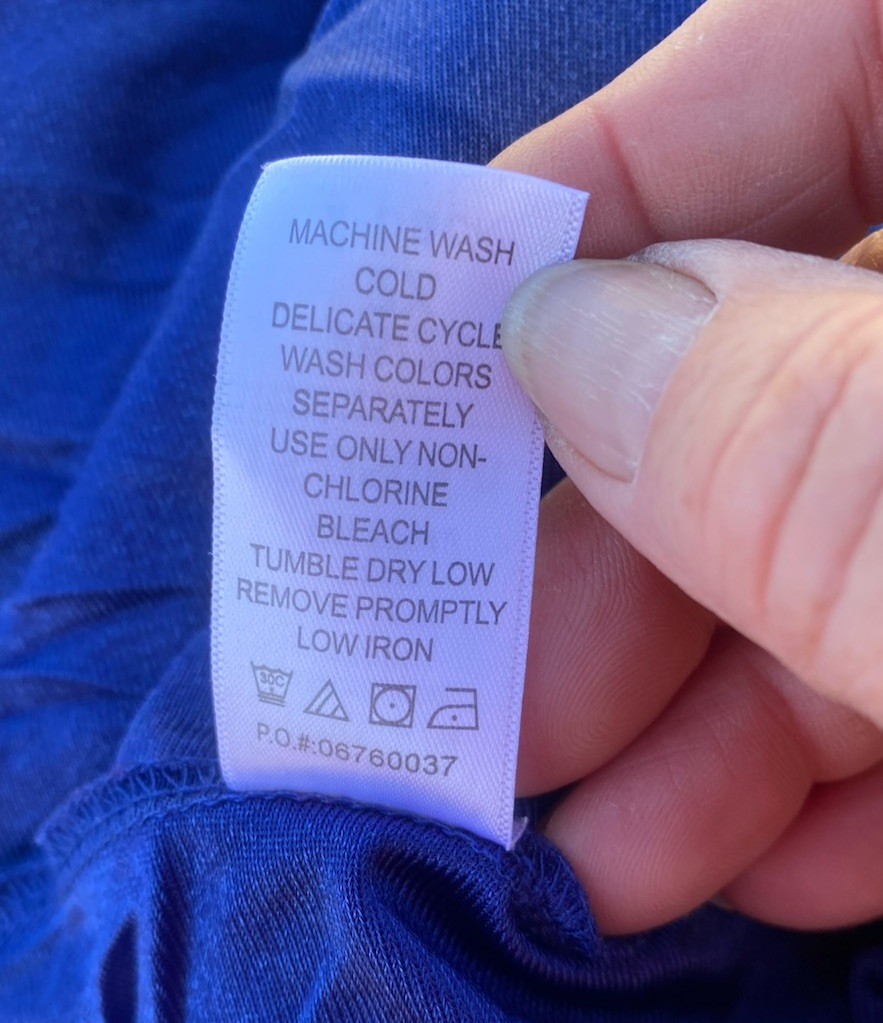 MACHINE WASH
COLD
DELICATE CYCLE
WASH COLORS
SEPARATELY
USE ONLY NON-
CHLORINE
BLEACH
TUMBLE DRY LOW
REMOVE PROMPTLY
LOW IRON
30C
P.O.#:06760037